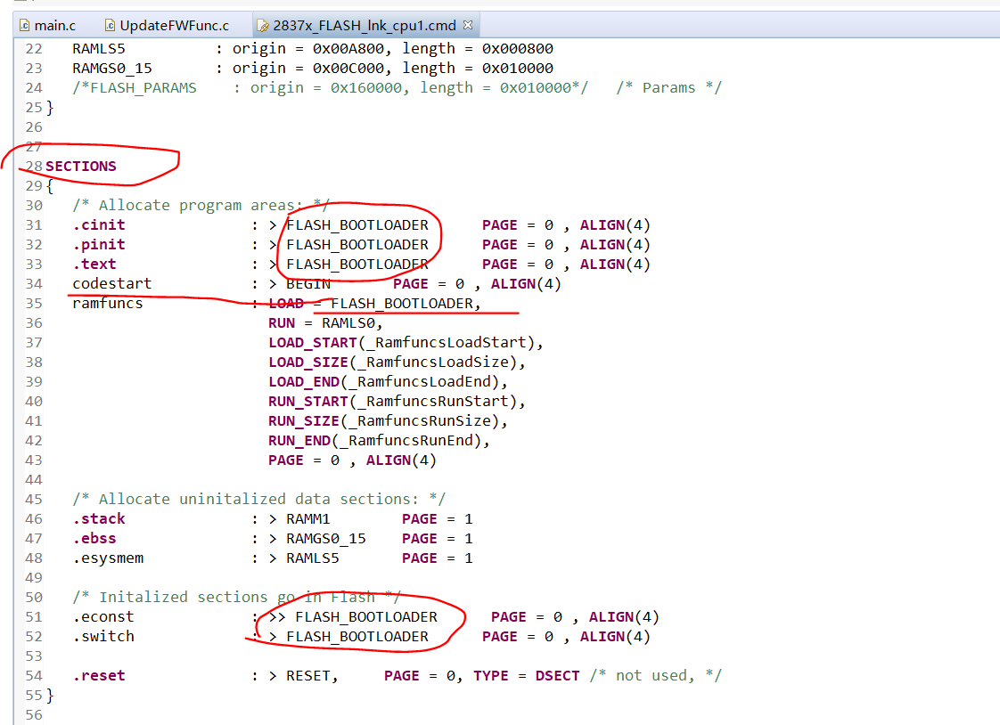 main.c UpdateFWFunc.c 2837x_FLASH_lnk_cpu1.cmd
22 RAMLS5 : origin = 0x00A800, length = 0x000800
23 RAMGS0_15 : origin = 0x00C000, length = 0x010000
24 /*FLASH_PARAMS : origin = 0x160000, length = 0x010000*/ /* Params */
25 }
26
27
28 SECTIONS
29 {
30 /* Allocate program areas: */
31 .cinit : > FLASH_BOOTLOADER PAGE = 0 , ALIGN(4)
32 .pinit : > FLASH_BOOTLOADER PAGE = 0 , ALIGN(4)
33 .text : > FLASH_BOOTLOADER PAGE = 0 , ALIGN(4)
34 codestart : > BEGIN PAGE = 0 , ALIGN(4)
35 ramfuncs : LOAD = FLASH_BOOTLOADER,
36 RUN = RAMLS0,
37 LOAD_START(_RamfuncsLoadStart),
38 LOAD_SIZE(_RamfuncsLoadSize),
39 LOAD_END(_RamfuncsLoadEnd),
40 RUN_START(_RamfuncsRunStart),
41 RUN_SIZE(_RamfuncsRunSize),
42 RUN_END(_RamfuncsRunEnd),
43 PAGE = 0 , ALIGN(4)
44
45 /* Allocate uninitalized data sections: */
46 .stack : > RAMM1 PAGE = 1
47 .ebss : > RAMGS0_15 PAGE = 1
48 .esysmem : > RAMLS5 PAGE = 1
49
50 /* Initalized sections go in Flash */
51 .econst : >> FLASH_BOOTLOADER PAGE = 0 , ALIGN(4)
52 .switch : > FLASH_BOOTLOADER PAGE = 0 , ALIGN(4)
53
54 .reset : > RESET, PAGE = 0, TYPE = DSECT /* not used, */
55 }
56